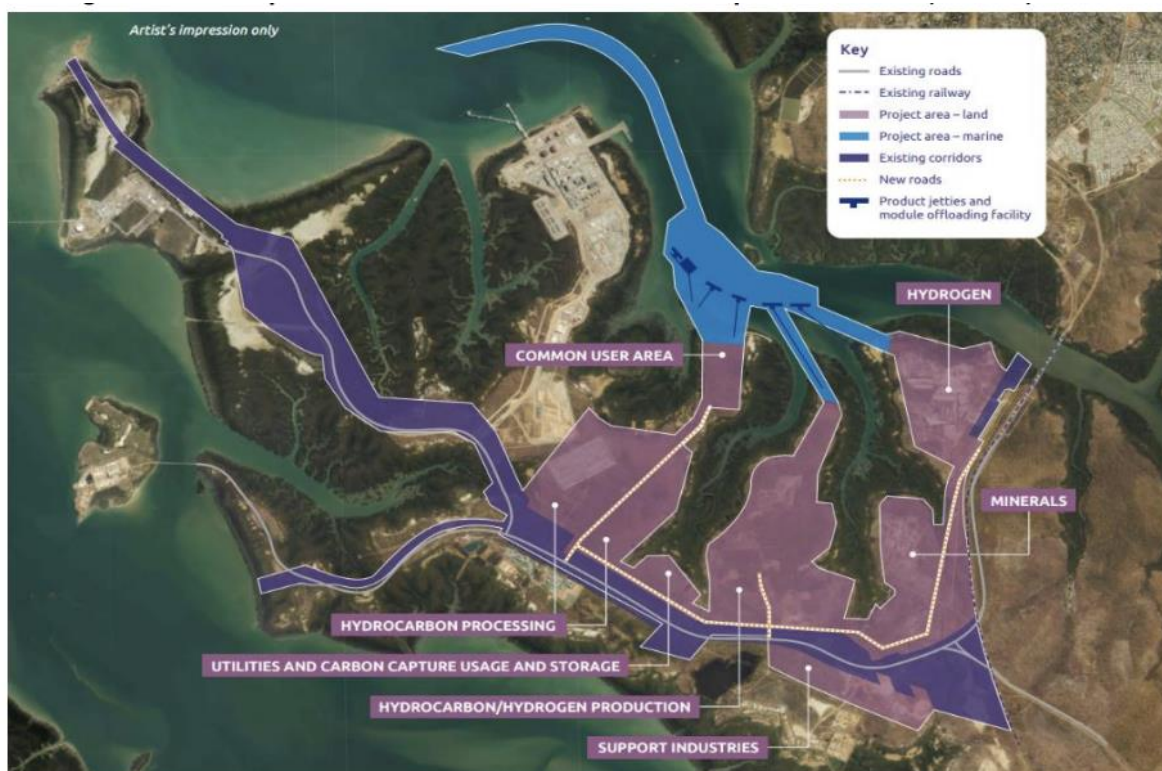 Artist's impression only
Key
Existing roads
Existing railway
Project area – land
Project area – marine
Existing corridors
New roads
Product jetties and
module offloading facility
HYDROGEN
COMMON USER AREA
MINERALS
HYDROCARBON PROCESSING
UTILITIES AND CARBON CAPTURE USAGE AND STORAGE
HYDROCARBON/HYDROGEN PRODUCTION
SUPPORT INDUSTRIES